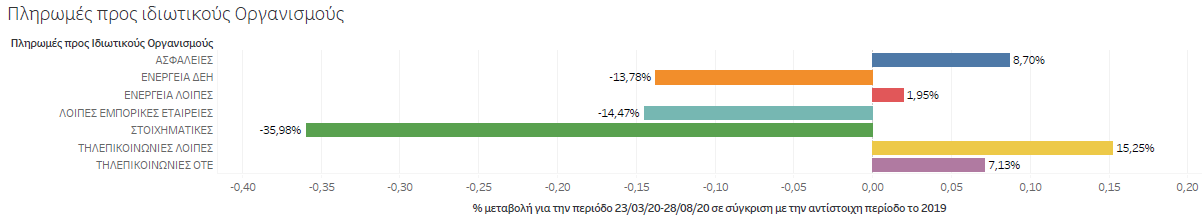 Πληρωμές προς ιδιωτικούς Οργανισμούς
Πληρωμές προς Ιδιωτικούς Οργανισμούς
ΑΣΦΑΛΕΙΕΣ 8,70%
ΕΝΕΡΓΕΙΑ ΔΕΗ -13,78%
ΕΝΕΡΓΕΙΑ ΛΟΙΠΕΣ 1,95%
ΛΟΙΠΕΣ ΕΜΠΟΡΙΚΕΣ ΕΤΑΙΡΕΙΕΣ -14,47%
ΣΤΟΙΧΗΜΑΤΙΚΕΣ -35,98%
ΤΗΛΕΠΙΚΟΙΝΩΝΙΕΣ ΛΟΙΠΕΣ 15,25%
ΤΗΛΕΠΙΚΟΙΝΩΝΙΕΣ ΟΤΕ 7,13%
-0,40 -0,35 -0,30 -0,25 -0,20 -0,15 -0,10 -0,05 0,00 0,05 0,10 0,15 0,20
% μεταβολή για την περιόδο 23/03/20-28/08/20 σε σύγκριση με την αντίστοιχη περίοδο το 2019